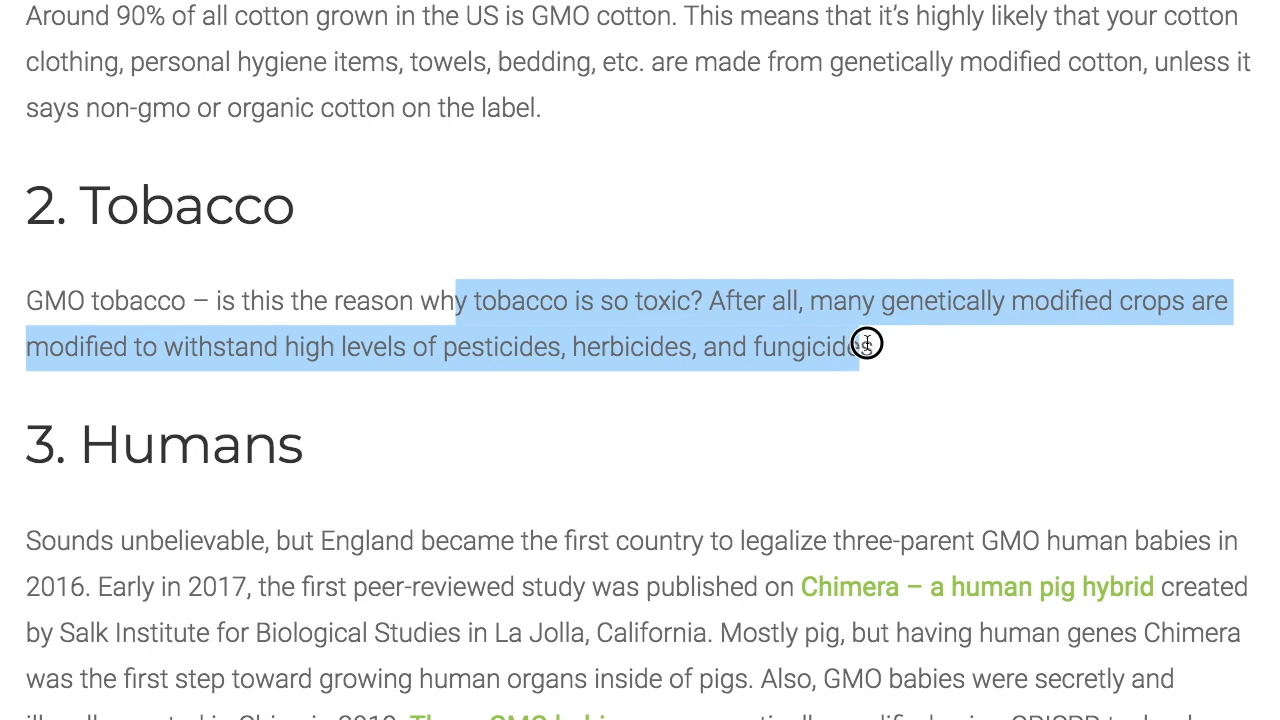 Around 90% of all cotton grown in the US is GMO cotton. This means that it’s highly likely that your cotton
clothing, personal hygiene items, towels, bedding, etc. are made from genetically modified cotton, unless it
says non-gmo or organic cotton on the label.
2. Tobacco
GMO tobacco – is this the reason why tobacco is so toxic? After all, many genetically modified crops are
modified to withstand high levels of pesticides, herbicides, and fungicides
3. Humans
Sounds unbelievable, but England became the first country to legalize three-parent GMO human babies in
2016. Early in 2017, the first peer-reviewed study was published on Chimera – a human pig hybrid created
by Salk Institute for Biological Studies in La Jolla, California. Mostly pig, but having human genes Chimera
was the first step toward growing human organs inside of pigs. Also, GMO babies were secretly and